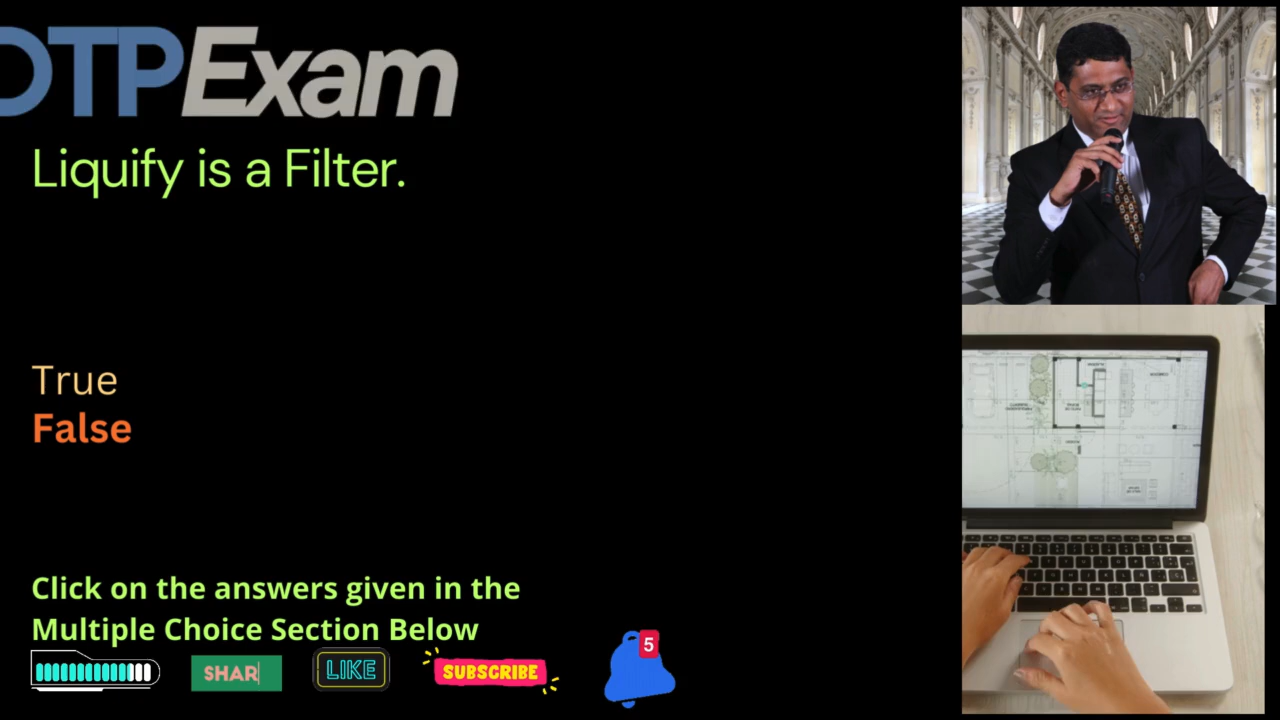 DTPExam
Liquify is a Filter.
True
False
Click on the answers given in the
Multiple Choice Section Below
SHAR
LIKE
SUBSCRIBE
5